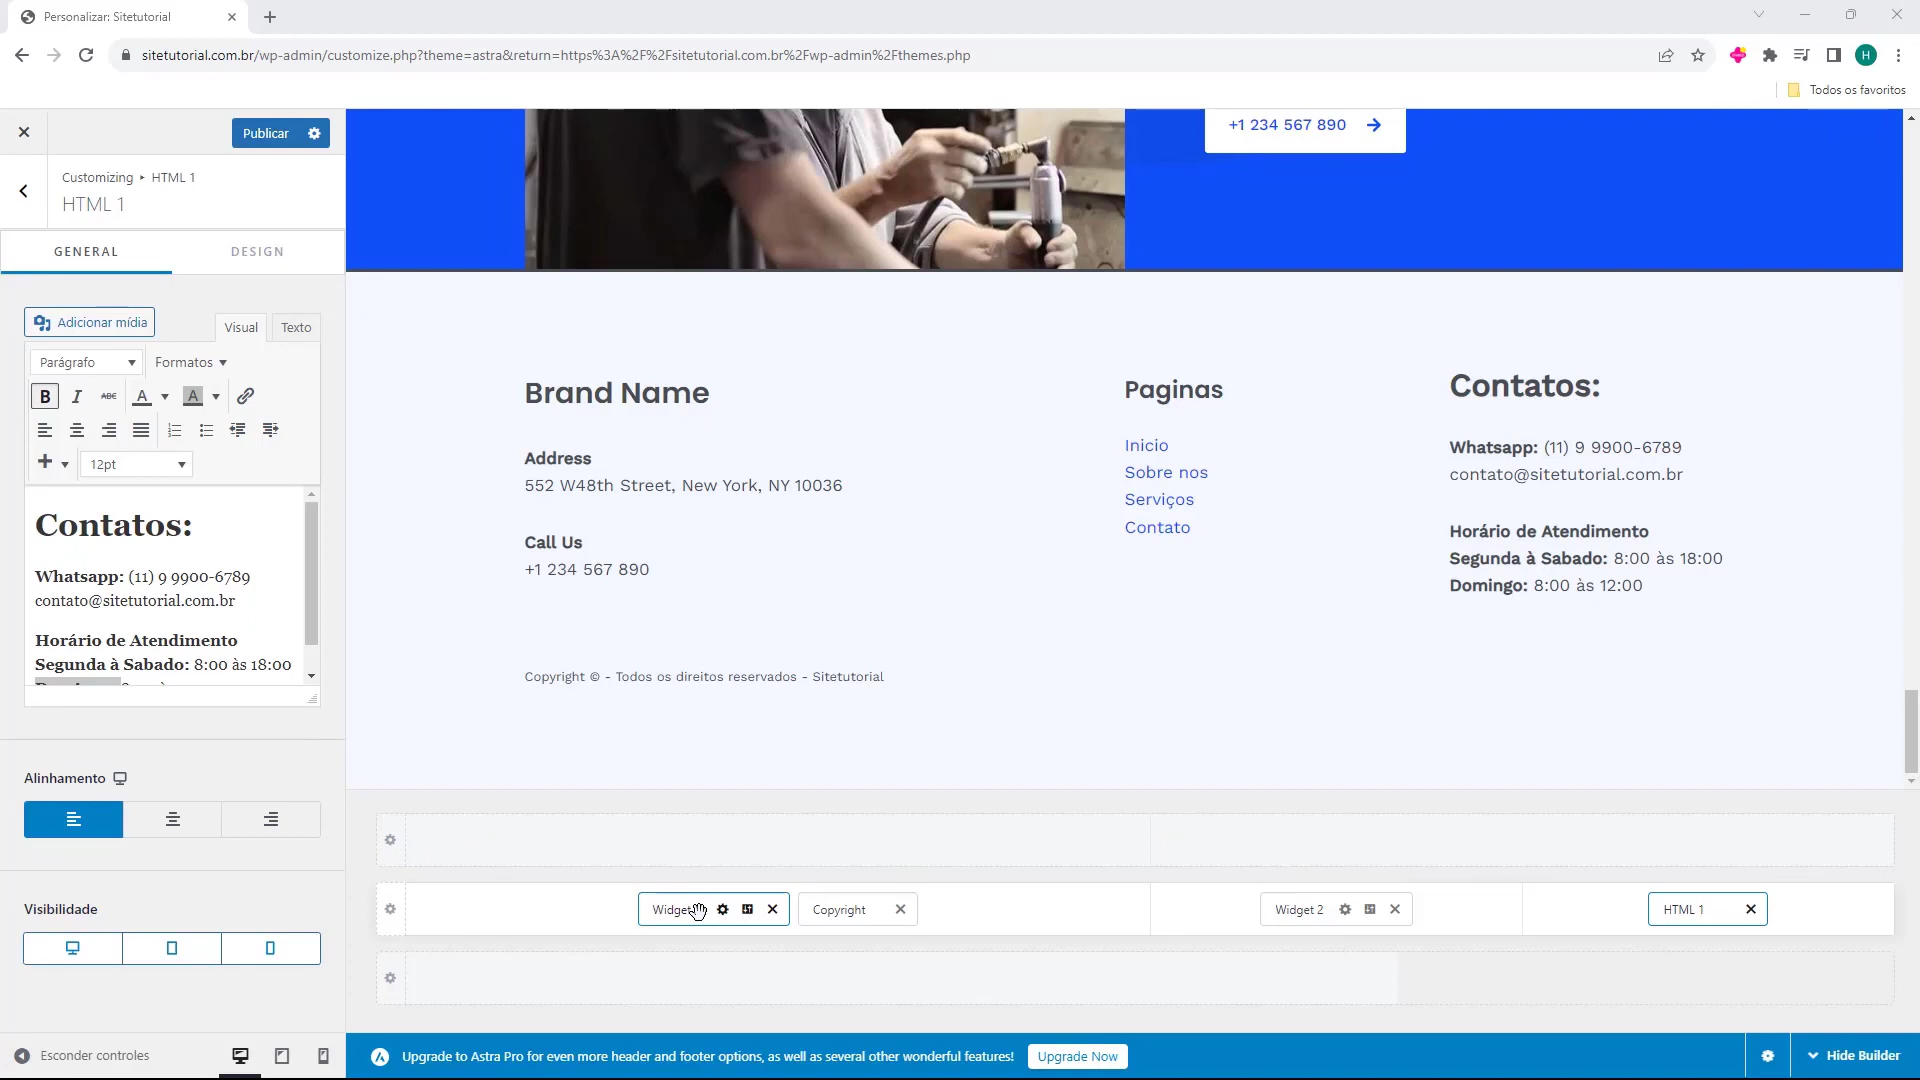 Personalizar: Sitetutorial
sitetutorial.com.br/wp-admin/customize.php?theme=astra&return=https%3A%2F%2Fsitetutorial.com.br%2Fwp-admin%2Fthemes.php
H
Todos os favoritos
Publicar
Customizing ▸ HTML 1
HTML 1
GENERAL
DESIGN
Adicionar mídia
Visual
Texto
Parágrafo
Formatos
B I ABC A A
12pt
Contatos:
Whatsapp: (11) 9 9900-6789
contato@sitetutorial.com.br
Horário de Atendimento
Segunda à Sabado: 8:00 às 18:00
Alinhamento
Visibilidade
Esconder controles
+1 234 567 890
Brand Name
Address
552 W48th Street, New York, NY 10036
Call Us
+1 234 567 890
Copyright © - Todos os direitos reservados - Sitetutorial
Paginas
Inicio
Sobre nos
Serviços
Contato
Contatos:
Whatsapp: (11) 9 9900-6789
contato@sitetutorial.com.br
Horário de Atendimento
Segunda à Sabado: 8:00 às 18:00
Domingo: 8:00 às 12:00
Widget
Copyright
Widget 2
HTML 1
Upgrade to Astra Pro for even more header and footer options, as well as several other wonderful features!
Upgrade Now
Hide Builder